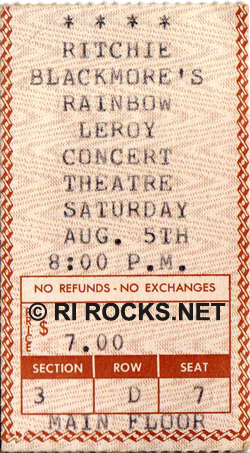 * * * *
RITCHIE
BLACKMORE'S
RAINBOW
LEROY
CONCERT
THEATRE
SATURDAY
AUG. 5TH
8:00 P.M.
NO REFUNDS - NO EXCHANGES
© RI ROCKS.NET
PRICE
$
7.00
SECTION ROW SEAT
3 D 7
MAIN FLOOR